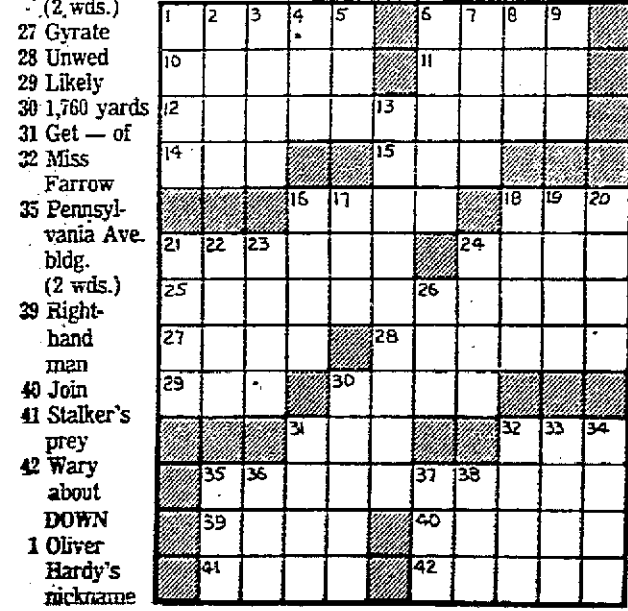 (2 wds.)
27 Gyrate
28 Unwed
29 Likely
30 1,760 yards
31 Get — of
32 Miss
Farrow
35 Pennsyl-
vania Ave.
bldg.
(2 wds.)
39 Right-
hand
man
40 Join
41 Stalker's
prey
42 Wary
about
DOWN
1 Oliver
Hardy's
nickname
1 2 3 4 5 6 7 8 9
10 11
12 13
14 15
16 17 18 19 20
21 22 23 24
25 26
27 28
29 30
31 32 33 34
35 36 37 38
39 40
41 42